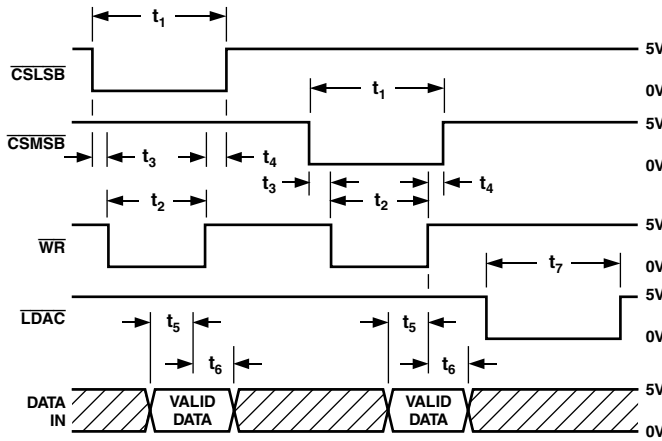 t1
CSLSB
5V
0V
t1
CSMSB
5V
0V
t3
t4
t3
t4
t2
t2
WR
5V
0V
t7
LDAC
5V
0V
t5
t5
t6
t6
DATA IN
VALID DATA
VALID DATA
5V
0V